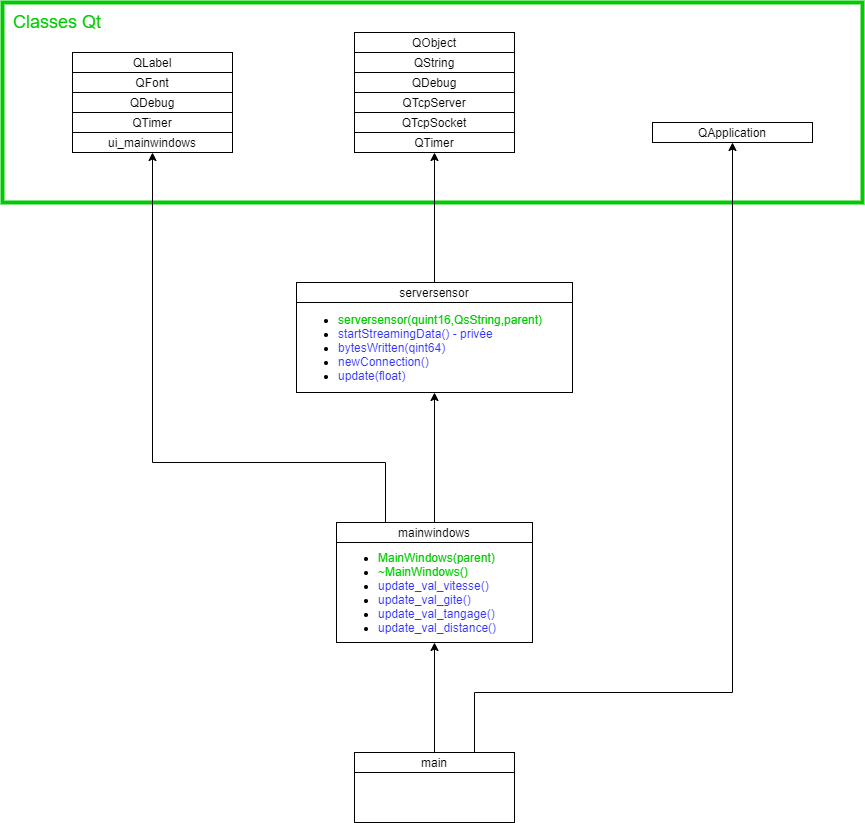 Classes Qt
QLabel
QFont
QDebug
QTimer
ui_mainwindows
QObject
QString
QDebug
QTcpServer
QTcpSocket
QTimer
QApplication
serversensor
serversensor(quint16,QsString,parent)
startStreamingData() - privée
bytesWritten(qint64)
newConnection()
update(float)
mainwindows
MainWindows(parent)
~MainWindows()
update_val_vitesse()
update_val_gite()
update_val_tangage()
update_val_distance()
main